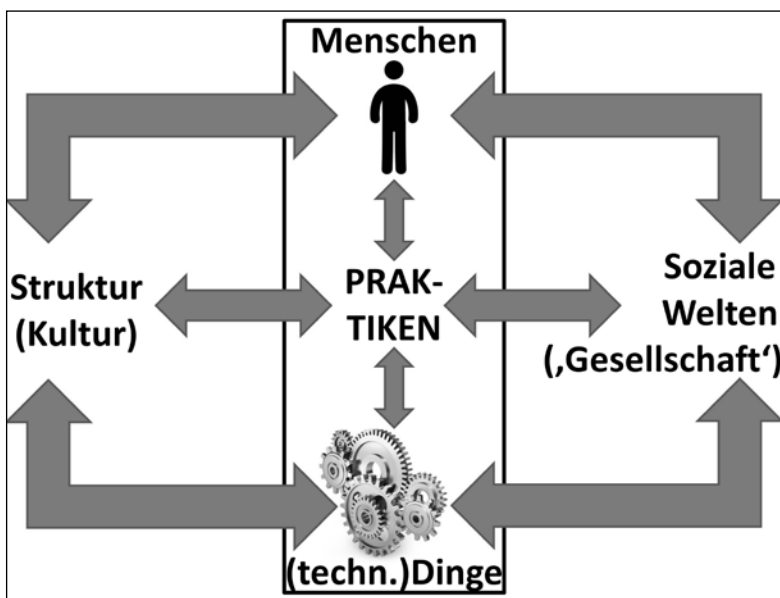 Menschen
Struktur
(Kultur)
PRAK-
TIKEN
Soziale
Welten
(‚Gesellschaft‘)
(techn.)Dinge